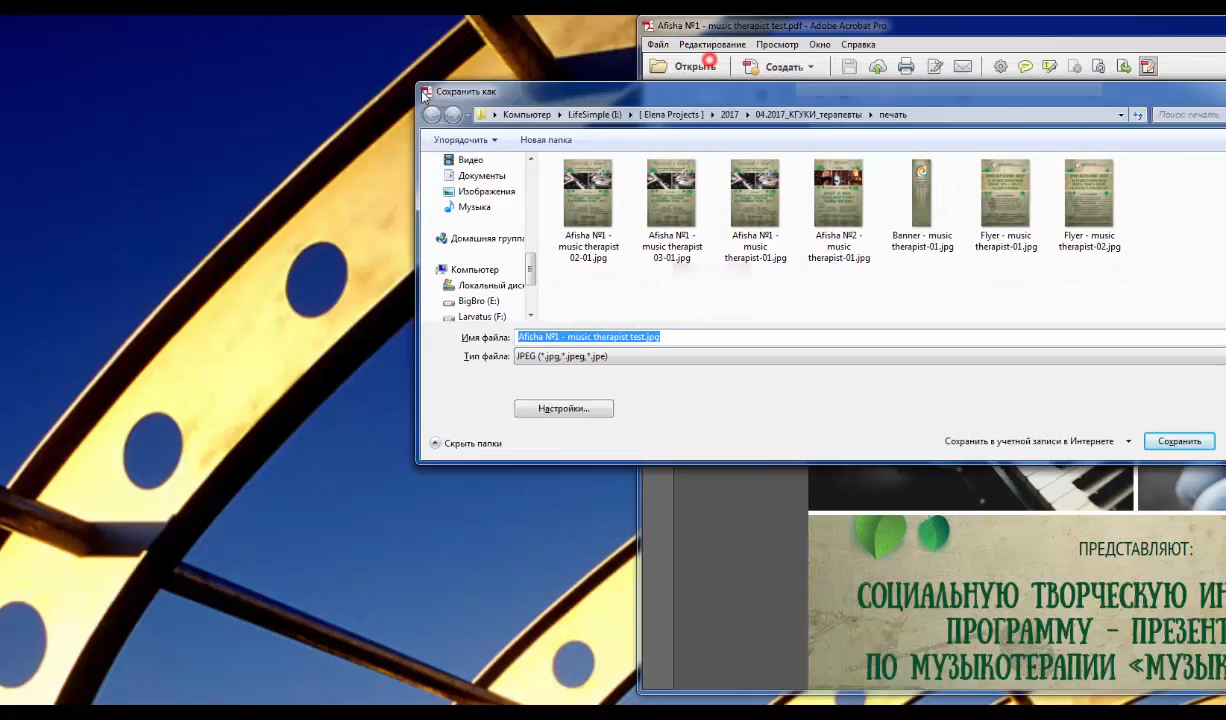 Afisha №1 - music therapist test.pdf - Adobe Acrobat Pro
Файл Редактирование Просмотр Окно Справка
Открыть Создать
Сохранить как
Компьютер LifeSimple (I:) [ Elena Projects ] 2017 04.2017_КГУКИ_терапевты печать
Поиск: печать
Упорядочить Новая папка
Видео
Документы
Изображения
Музыка
Домашняя группа
Компьютер
Локальный диск
BigBro (E:)
Larvatus (F:)
Afisha №1 -
music therapist
02-01.jpg
Afisha №1 -
music therapist
03-01.jpg
Afisha №1 -
music
therapist-01.jpg
Afisha №2 -
music
therapist-01.jpg
Banner - music
therapist-01.jpg
Flyer - music
therapist-01.jpg
Flyer - music
therapist-02.jpg
Имя файла: Afisha №1 - music therapist test.jpg
Тип файла: JPEG (*.jpg,*.jpeg,*.jpe)
Настройки...
Скрыть папки
Сохранить в учетной записи в Интернете
Сохранить
ПРЕДСТАВЛЯЮТ:
СОЦИАЛЬНУЮ ТВОРЧЕСКУЮ ИН
ПРОГРАММУ - ПРЕЗЕНТ
ПО МУЗЫКОТЕРАПИИ «МУЗЫК